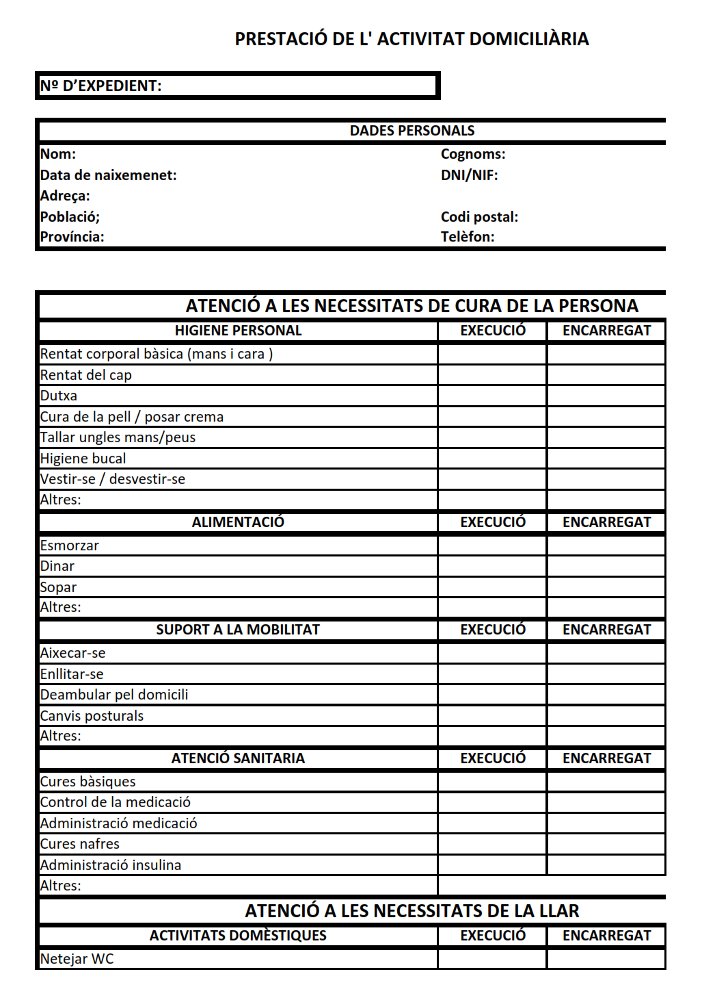 PRESTACIÓ DE L' ACTIVITAT DOMICILIÀRIA
Nº D’EXPEDIENT:
DADES PERSONALS
Nom: Cognoms:
Data de naixemenet: DNI/NIF:
Adreça:
Població; Codi postal:
Província: Telèfon:
ATENCIÓ A LES NECESSITATS DE CURA DE LA PERSONA
HIGIENE PERSONAL EXECUCIÓ ENCARREGAT
Rentat corporal bàsica (mans i cara )
Rentat del cap
Dutxa
Cura de la pell / posar crema
Tallar ungles mans/peus
Higiene bucal
Vestir-se / desvestir-se
Altres:
ALIMENTACIÓ EXECUCIÓ ENCARREGAT
Esmorzar
Dinar
Sopar
Altres:
SUPORT A LA MOBILITAT EXECUCIÓ ENCARREGAT
Aixecar-se
Enllitar-se
Deambular pel domicili
Canvis posturals
Altres:
ATENCIÓ SANITARIA EXECUCIÓ ENCARREGAT
Cures bàsiques
Control de la medicació
Administració medicació
Cures nafres
Administració insulina
Altres:
ATENCIÓ A LES NECESSITATS DE LA LLAR
ACTIVITATS DOMÈSTIQUES EXECUCIÓ ENCARREGAT
Netejar WC